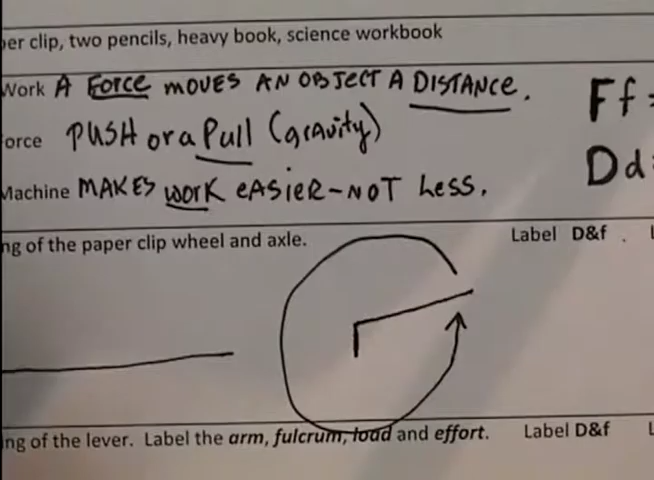 per clip, two pencils, heavy book, science workbook
Work A Force MOVES AN OBJECT A DISTANCE.
Ff=
orce PUSH or a Pull (gravity)
Dd=
Machine MAKES WORK EASIER-NOT Less.
ng of the paper clip wheel and axle. Label D&f . L
ing of the lever. Label the arm, fulcrum, load and effort. Label D&f L